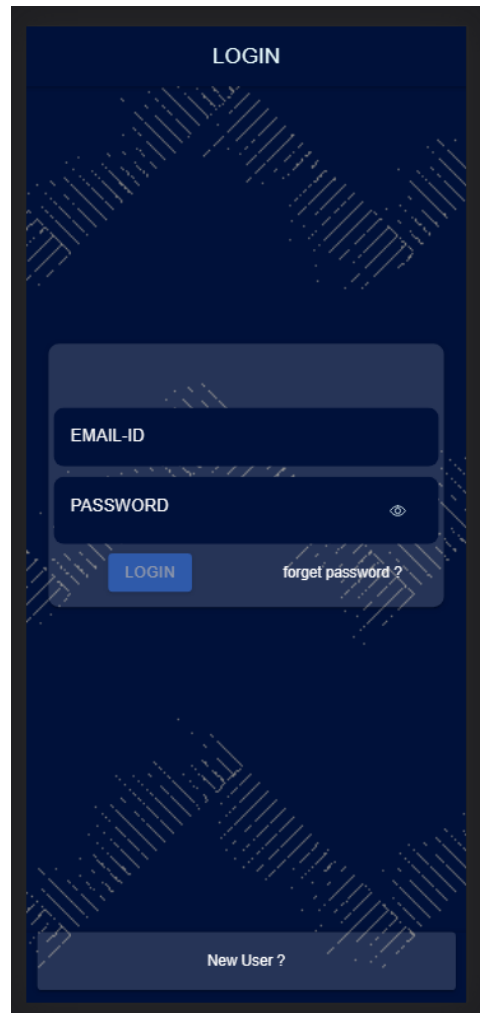 LOGIN
EMAIL-ID
PASSWORD
LOGIN
forget password ?
New User ?